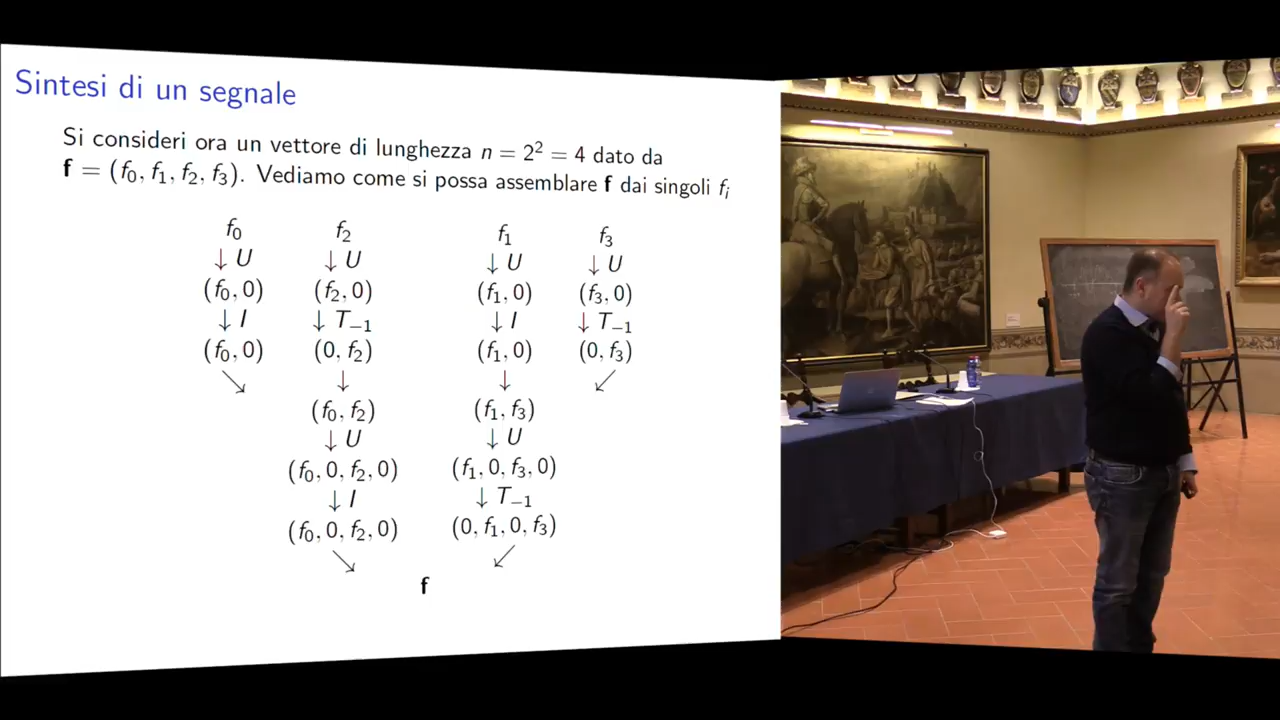 Sintesi di un segnale
Si consideri ora un vettore di lunghezza n = 2² = 4 dato da
f = (f₀, f₁, f₂, f₃). Vediamo come si possa assemblare f dai singoli fᵢ
f₀ f₂ f₁ f₃
↓ U ↓ U ↓ U ↓ U
(f₀, 0) (f₂, 0) (f₁, 0) (f₃, 0)
↓ I ↓ T₋₁ ↓ I ↓ T₋₁
(f₀, 0) (0, f₂) (f₁, 0) (0, f₃)
↘ ↓ ↓ ↙
(f₀, f₂) (f₁, f₃)
↓ U ↓ U
(f₀, 0, f₂, 0) (f₁, 0, f₃, 0)
↓ I ↓ T₋₁
(f₀, 0, f₂, 0) (0, f₁, 0, f₃)
↘ ↙
f